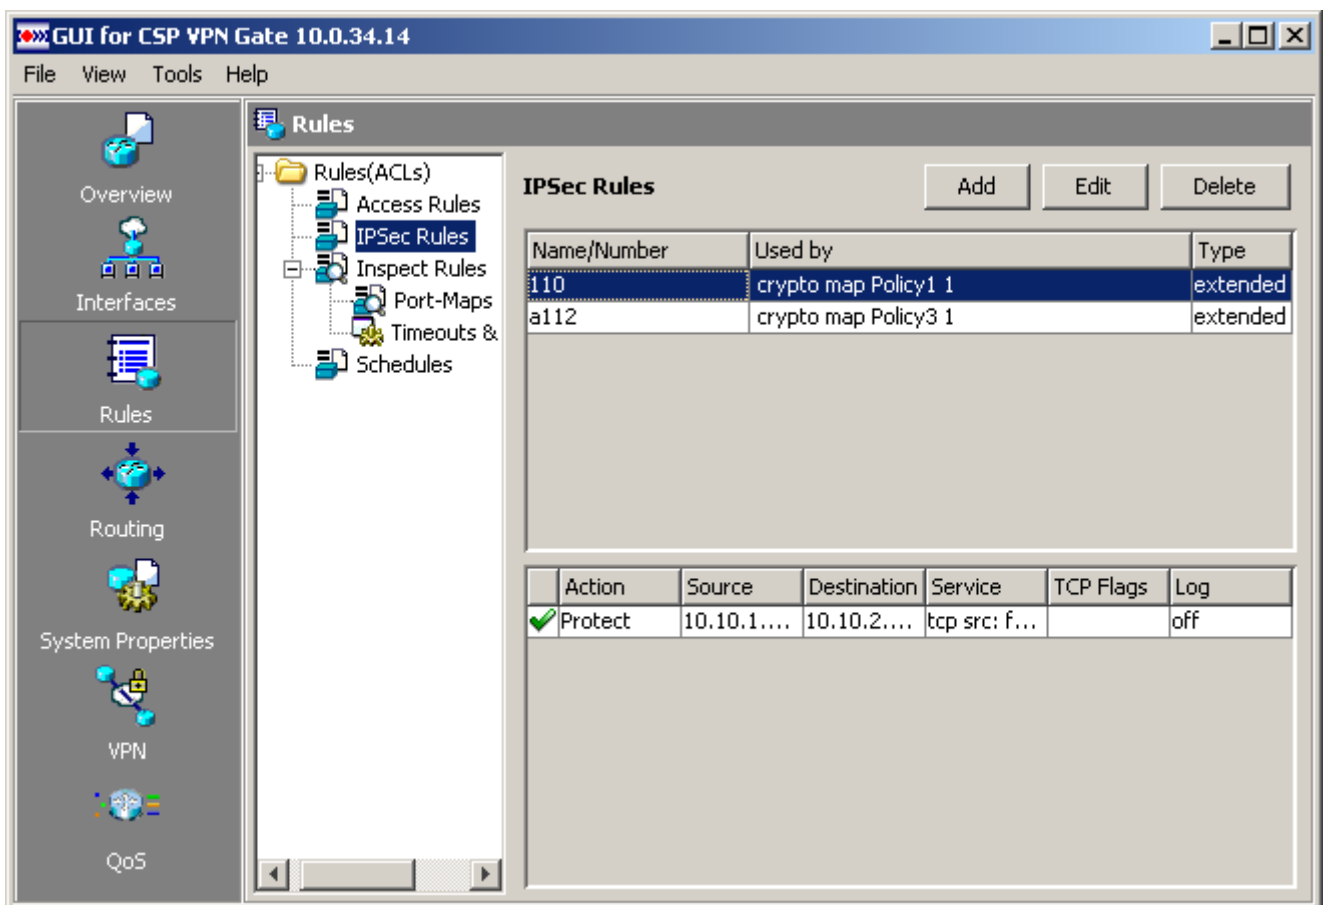 GUI for CSP VPN Gate 10.0.34.14
File View Tools Help
Overview
Interfaces
Rules
Routing
System Properties
VPN
QoS
Rules
Rules(ACLs)
Access Rules
IPSec Rules
Inspect Rules
Port-Maps
Timeouts &
Schedules
IPSec Rules
Add Edit Delete
Name/Number Used by Type
110 crypto map Policy1 1 extended
a112 crypto map Policy3 1 extended
Action Source Destination Service TCP Flags Log
Protect 10.10.1.... 10.10.2.... tcp src: f... off